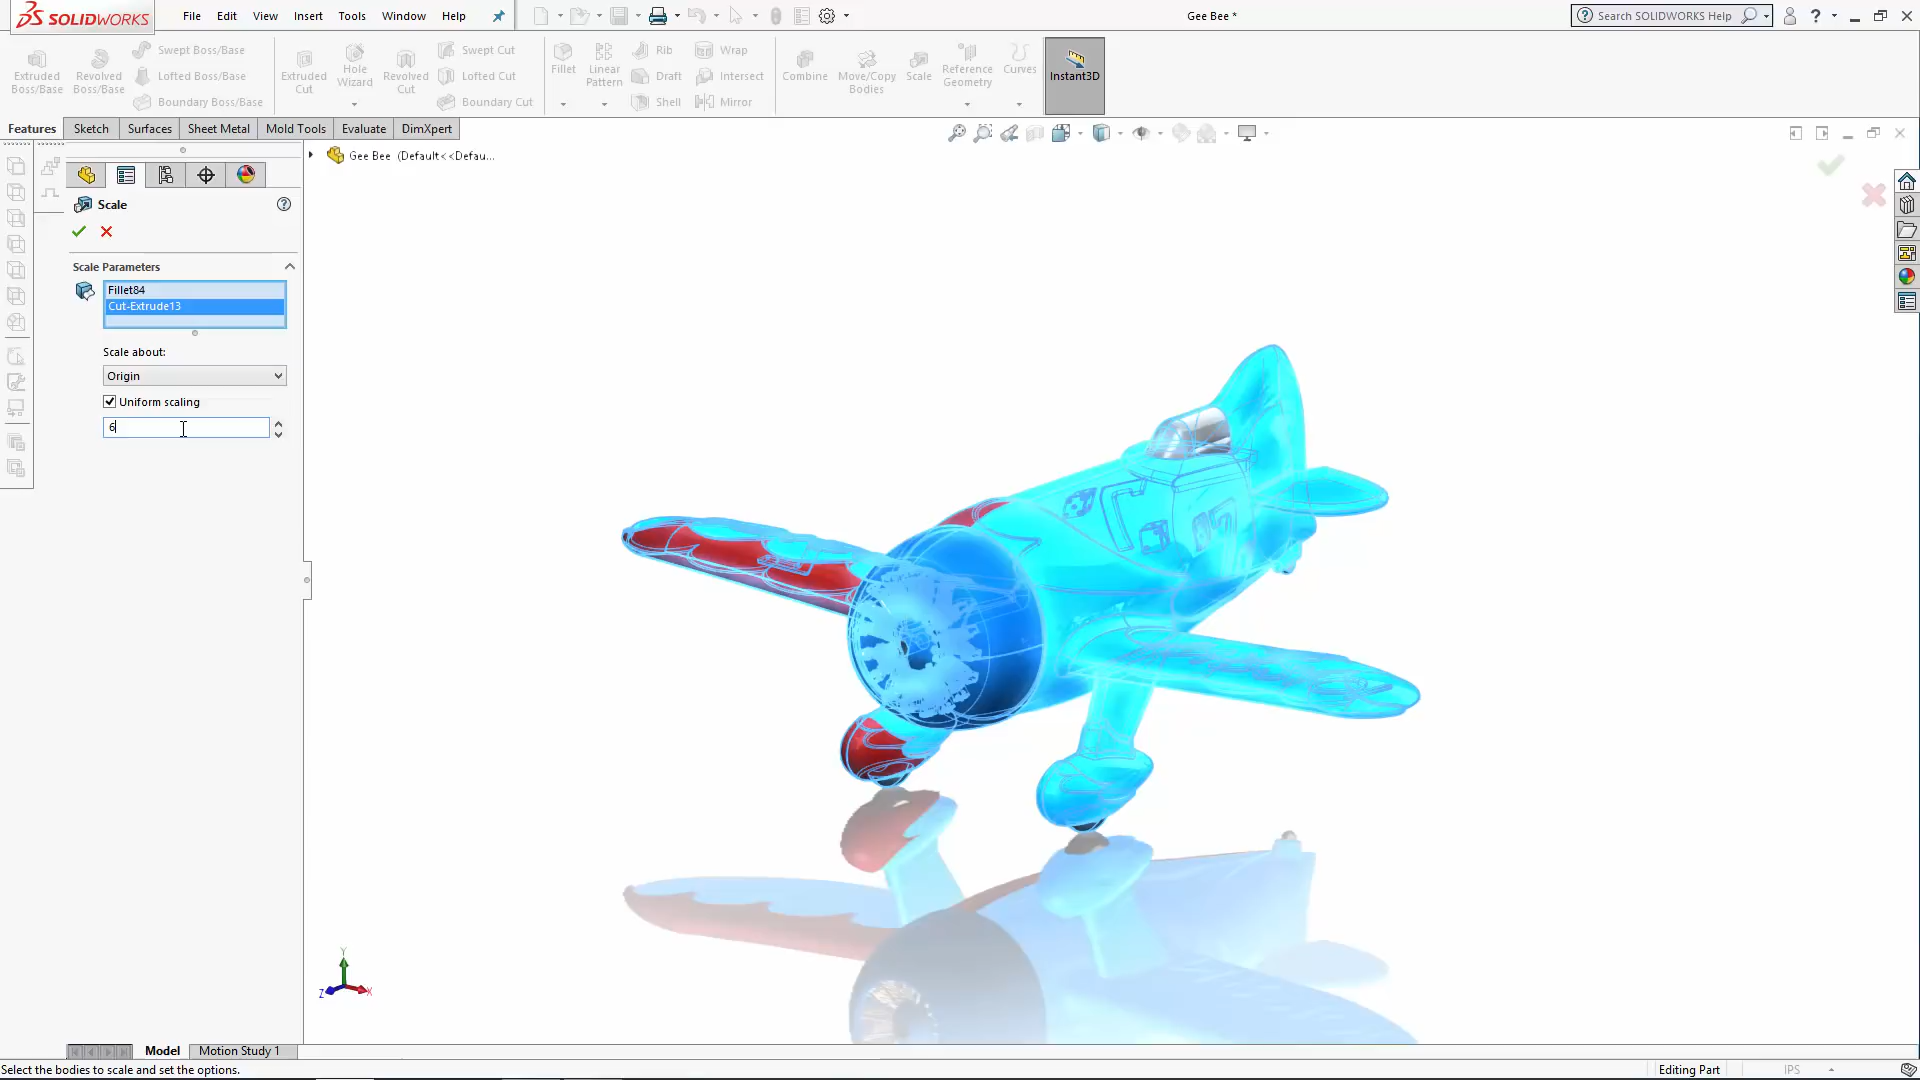 SOLIDWORKS File Edit View Insert Tools Window Help Gee Bee * Search SOLIDWORKS Help
Extruded Boss/Base
Revolved Boss/Base
Swept Boss/Base
Lofted Boss/Base
Boundary Boss/Base
Extruded Cut
Hole Wizard
Revolved Cut
Swept Cut
Lofted Cut
Boundary Cut
Fillet
Linear Pattern
Rib
Draft
Shell
Wrap
Intersect
Mirror
Combine
Move/Copy Bodies
Scale
Reference Geometry
Curves
Instant3D
Features Sketch Surfaces Sheet Metal Mold Tools Evaluate DimXpert
Gee Bee (Default<<Defau...
Scale
Scale Parameters
Fillet84
Cut-Extrude13
Scale about:
Origin
Uniform scaling
6
Y
Z X
Model Motion Study 1
Select the bodies to scale and set the options. Editing Part IPS